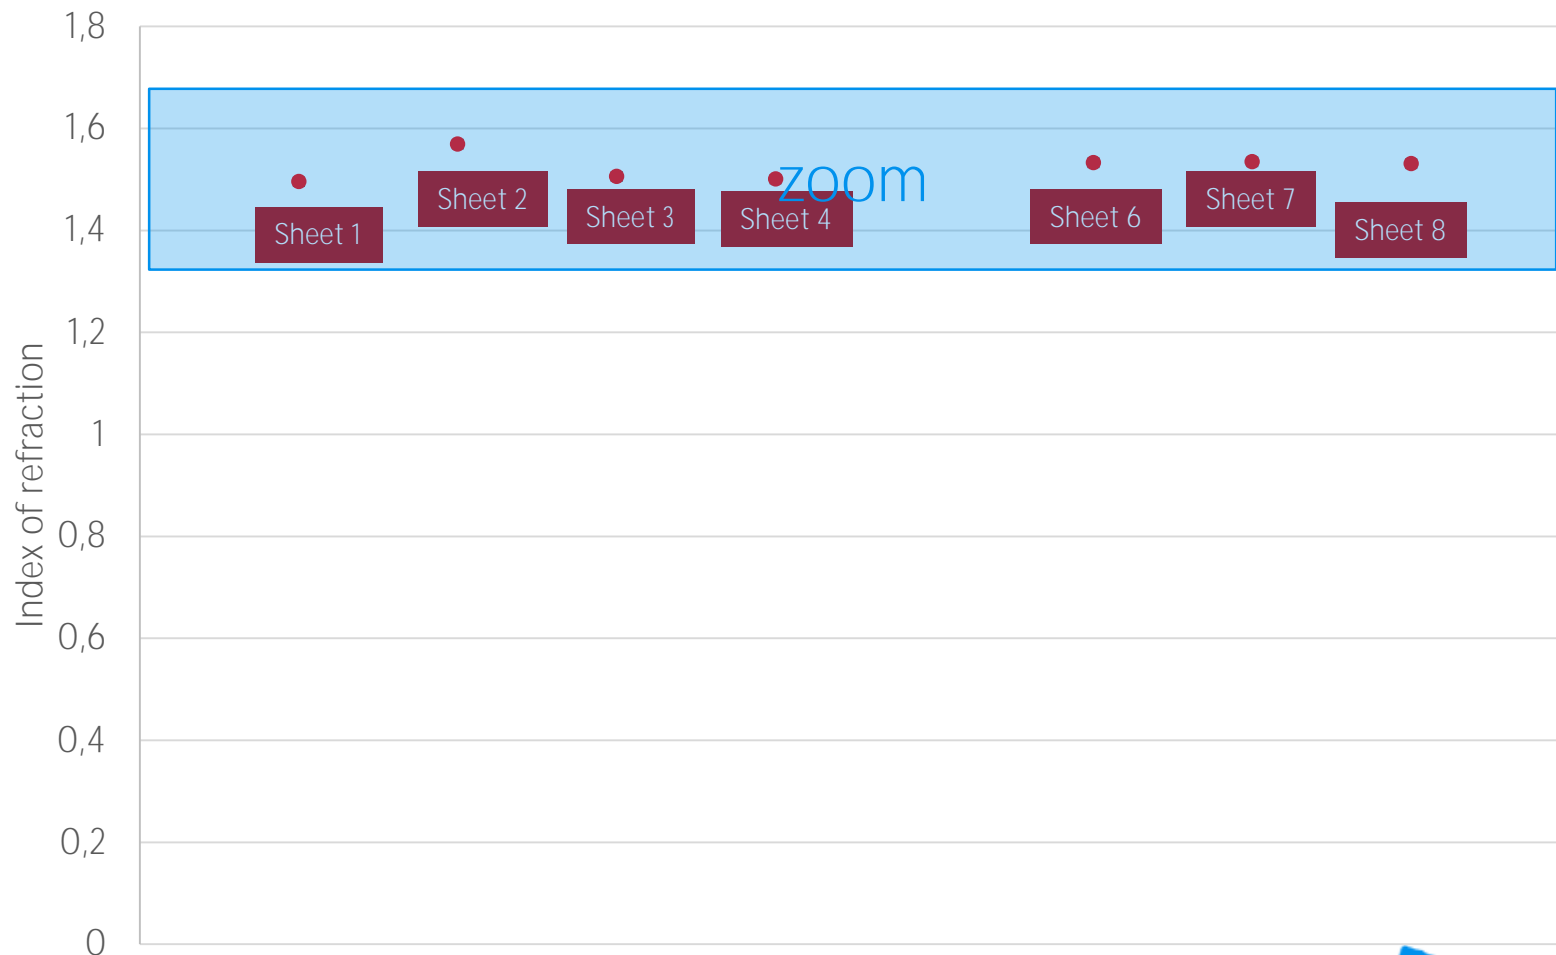 1,8
1,6
1,4
1,2
1
0,8
0,6
0,4
0,2
0
Index of refraction
zoom
Sheet 1
Sheet 2
Sheet 3
Sheet 4
Sheet 6
Sheet 7
Sheet 8